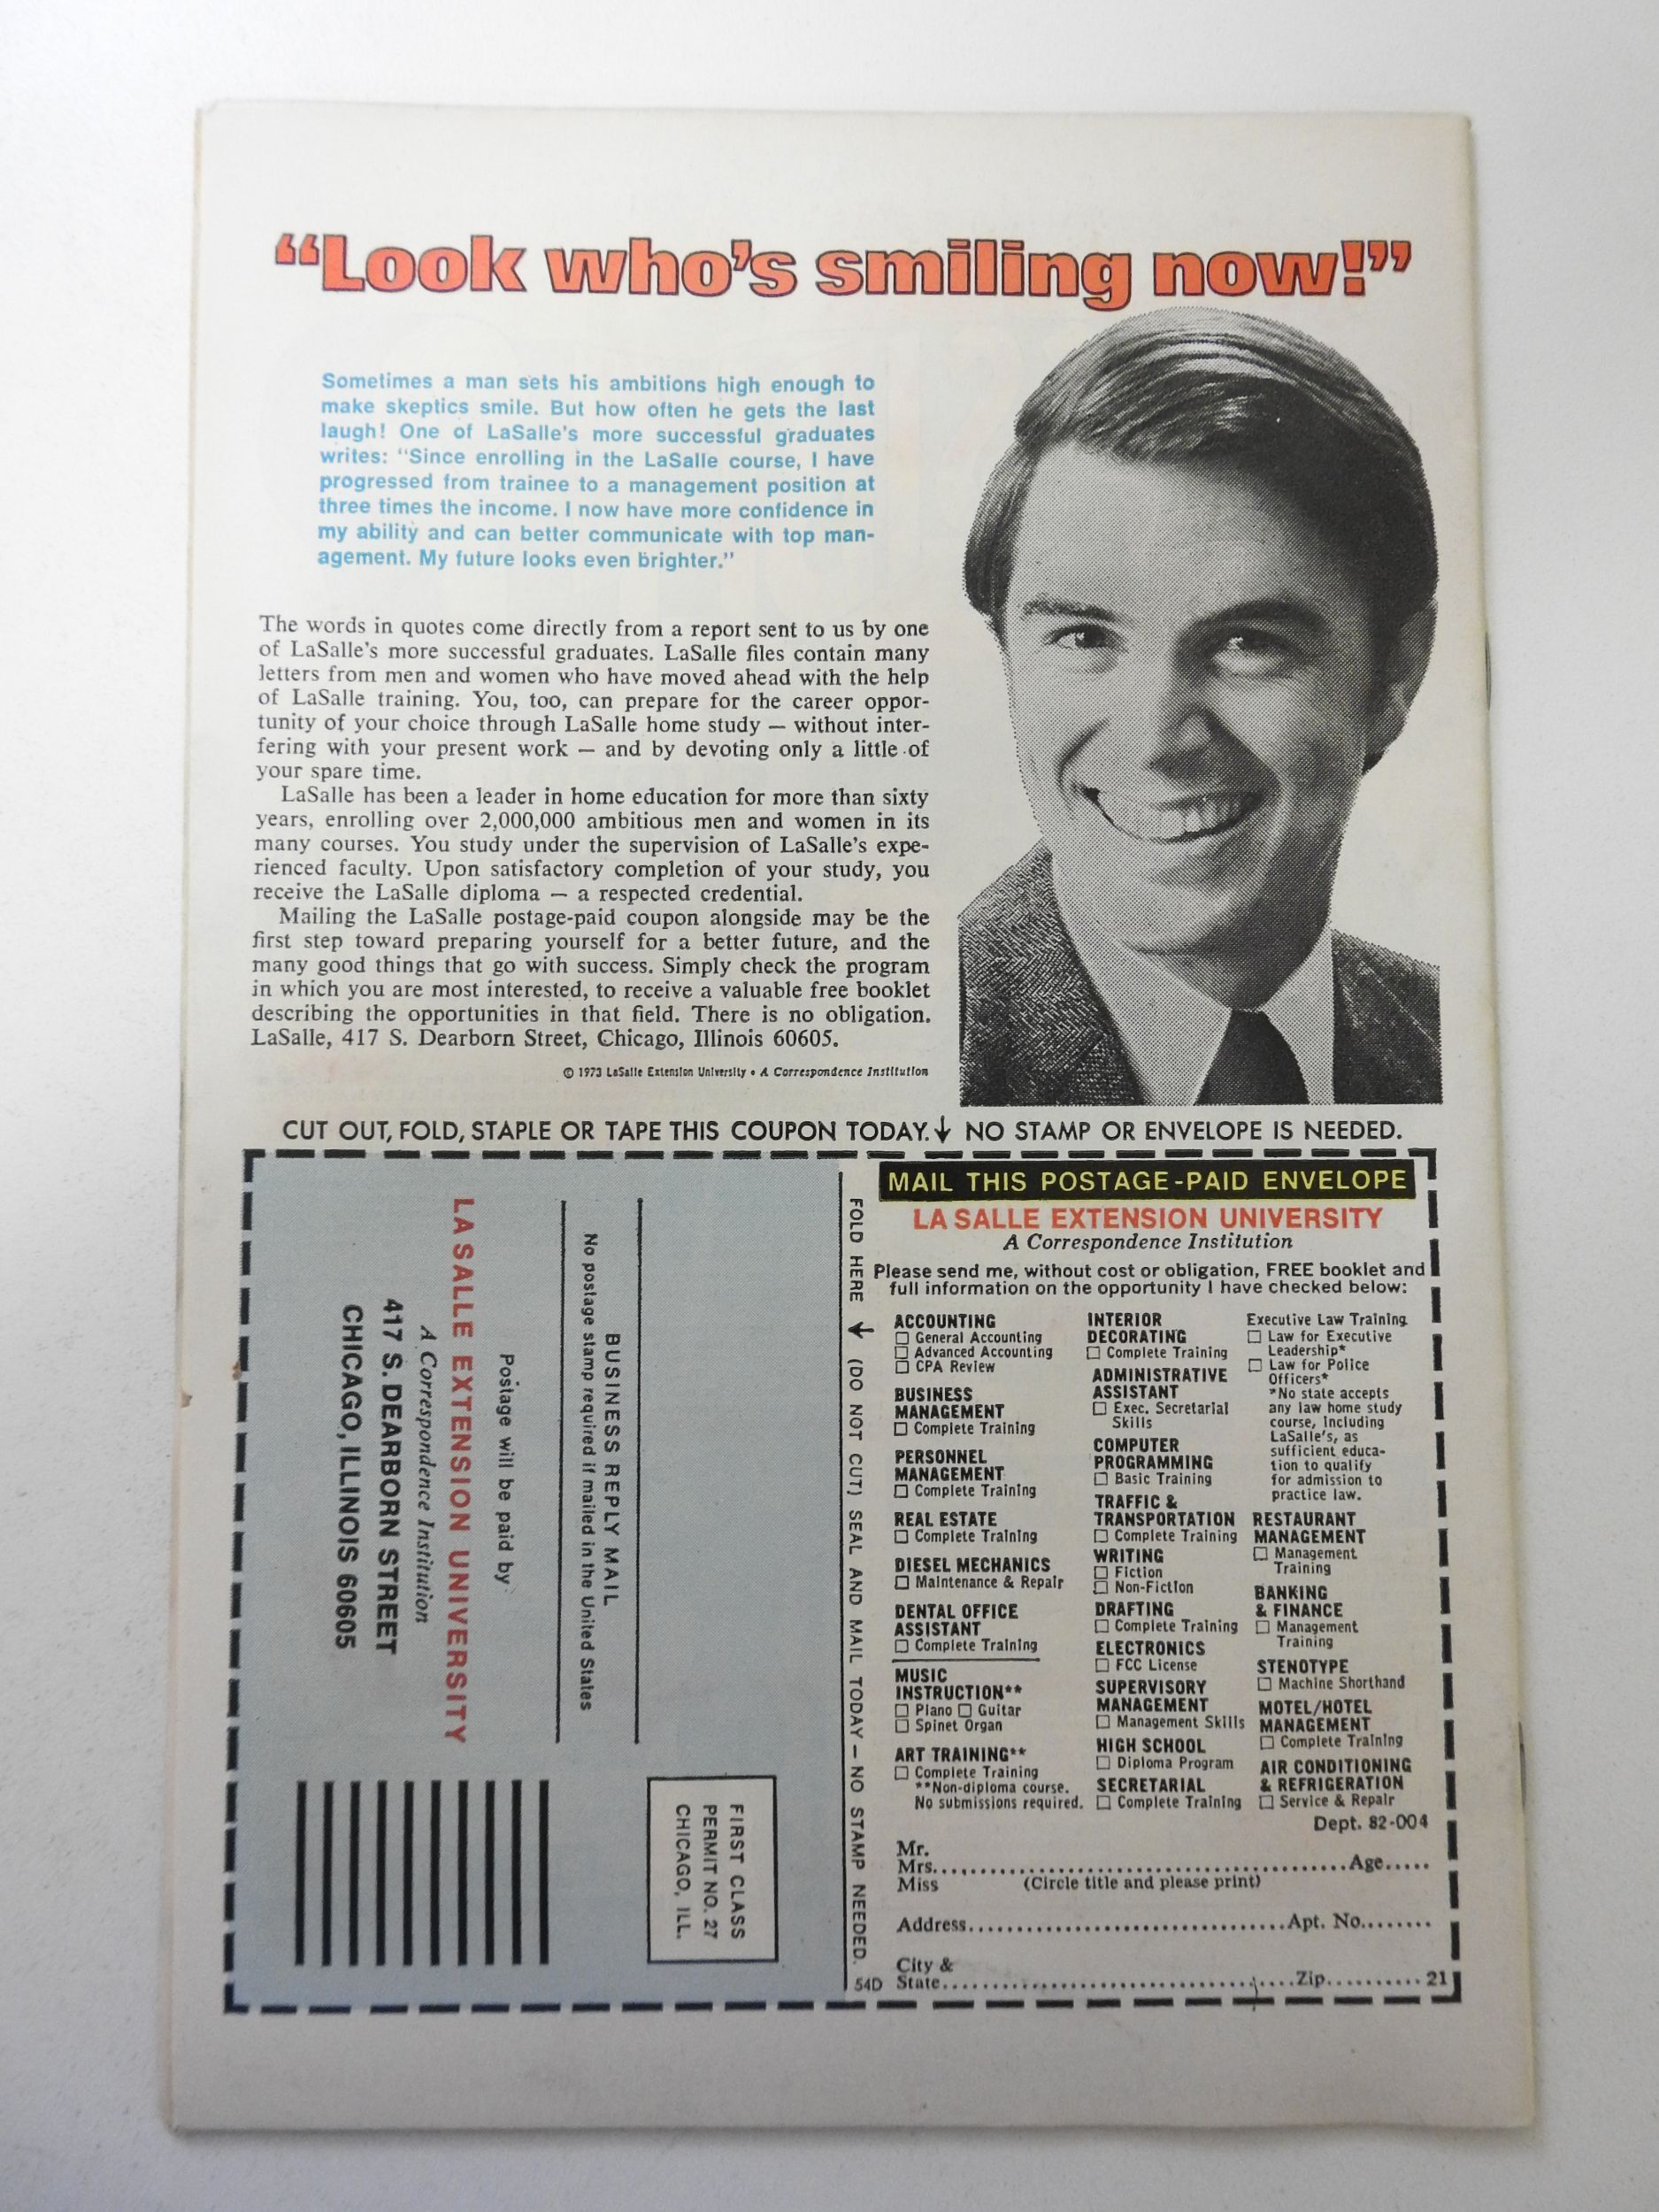 “Look who’s smiling now!”
Sometimes a man sets his ambitions high enough to
make skeptics smile. But how often he gets the last
laugh! One of LaSalle’s more successful graduates
writes: “Since enrolling in the LaSalle course, I have
progressed from trainee to a management position at
three times the income. I now have more confidence in
my ability and can better communicate with top man-
agement. My future looks even brighter.”
The words in quotes come directly from a report sent to us by one
of LaSalle’s more successful graduates. LaSalle files contain many
letters from men and women who have moved ahead with the help
of LaSalle training. You, too, can prepare for the career oppor-
tunity of your choice through LaSalle home study — without inter-
fering with your present work — and by devoting only a little of
your spare time.
LaSalle has been a leader in home education for more than sixty
years, enrolling over 2,000,000 ambitious men and women in its
many courses. You study under the supervision of LaSalle’s expe-
rienced faculty. Upon satisfactory completion of your study, you
receive the LaSalle diploma — a respected credential.
Mailing the LaSalle postage-paid coupon alongside may be the
first step toward preparing yourself for a better future, and the
many good things that go with success. Simply check the program
in which you are most interested, to receive a valuable free booklet
describing the opportunities in that field. There is no obligation.
LaSalle, 417 S. Dearborn Street, Chicago, Illinois 60605.
© 1973 LaSalle Extension University • A Correspondence Institution
CUT OUT, FOLD, STAPLE OR TAPE THIS COUPON TODAY. ↓ NO STAMP OR ENVELOPE IS NEEDED.
FIRST CLASS
PERMIT NO. 27
CHICAGO, ILL.
BUSINESS REPLY MAIL
No postage stamp required if mailed in the United States
Postage will be paid by
LA SALLE EXTENSION UNIVERSITY
A Correspondence Institution
417 S. DEARBORN STREET
CHICAGO, ILLINOIS 60605
FOLD HERE ↓ (DO NOT CUT) SEAL AND MAIL TODAY — NO STAMP NEEDED.
54D
MAIL THIS POSTAGE-PAID ENVELOPE
LA SALLE EXTENSION UNIVERSITY
A Correspondence Institution
Please send me, without cost or obligation, FREE booklet and
full information on the opportunity I have checked below:
ACCOUNTING
☐ General Accounting
☐ Advanced Accounting
☐ CPA Review
BUSINESS
MANAGEMENT
☐ Complete Training
PERSONNEL
MANAGEMENT
☐ Complete Training
REAL ESTATE
☐ Complete Training
DIESEL MECHANICS
☐ Maintenance & Repair
DENTAL OFFICE
ASSISTANT
☐ Complete Training
MUSIC
INSTRUCTION**
☐ Piano ☐ Guitar
☐ Spinet Organ
ART TRAINING**
☐ Complete Training
**Non-diploma course.
No submissions required.
INTERIOR
DECORATING
☐ Complete Training
ADMINISTRATIVE
ASSISTANT
☐ Exec. Secretarial
Skills
COMPUTER
PROGRAMMING
☐ Basic Training
TRAFFIC &
TRANSPORTATION
☐ Complete Training
WRITING
☐ Fiction
☐ Non-Fiction
DRAFTING
☐ Complete Training
ELECTRONICS
☐ FCC License
SUPERVISORY
MANAGEMENT
☐ Management Skills
HIGH SCHOOL
☐ Diploma Program
SECRETARIAL
☐ Complete Training
Executive Law Training
☐ Law for Executive
Leadership*
☐ Law for Police
Officers*
*No state accepts
any law home study
course, including
LaSalle’s, as
sufficient educa-
tion to qualify
for admission to
practice law.
RESTAURANT
MANAGEMENT
☐ Management
Training
BANKING
& FINANCE
☐ Management
Training
STENOTYPE
☐ Machine Shorthand
MOTEL/HOTEL
MANAGEMENT
☐ Complete Training
AIR CONDITIONING
& REFRIGERATION
☐ Service & Repair
Dept. 82-004
Mr.
Mrs. Age
Miss (Circle title and please print)
Address Apt. No.
City &
State Zip 21